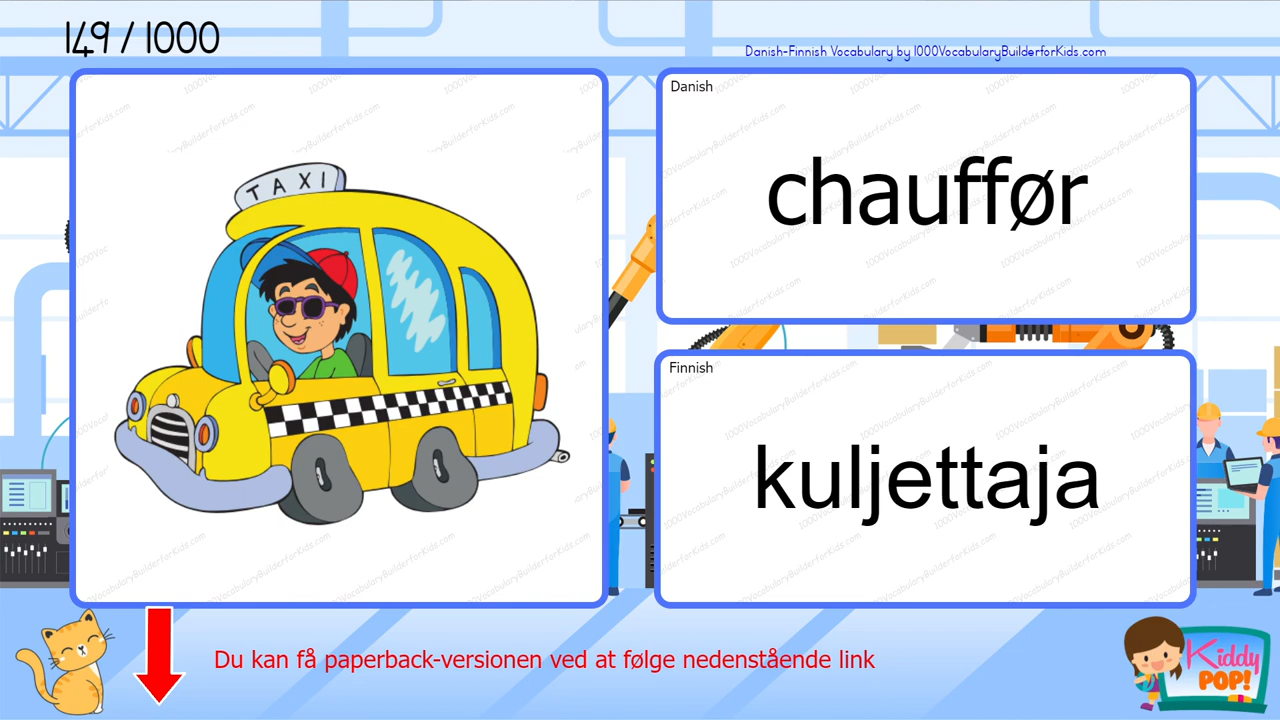 149 / 1000
Danish-Finnish Vocabulary by 1000VocabularyBuilderforKids.com
TAXI
Danish
chauffør
Finnish
kuljettaja
Du kan få paperback-versionen ved at følge nedenstående link
Kiddy
POP!